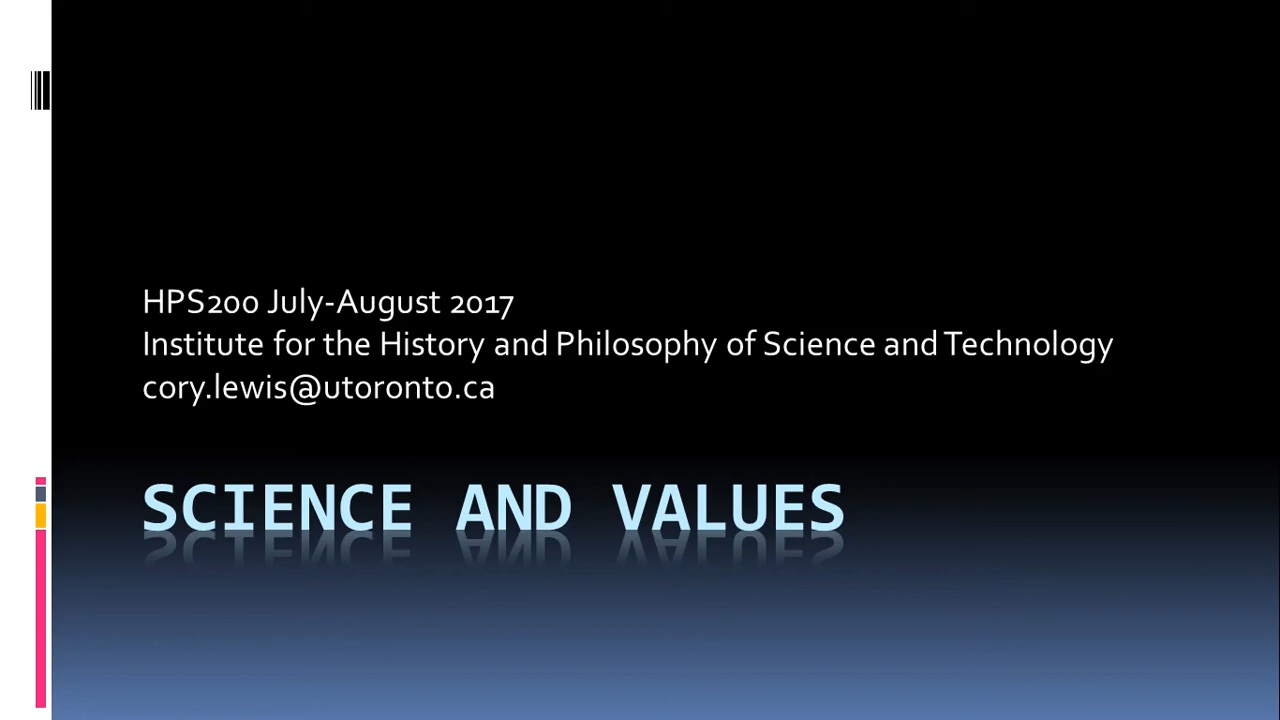 HPS200 July-August 2017
Institute for the History and Philosophy of Science and Technology
cory.lewis@utoronto.ca
SCIENCE AND VALUES